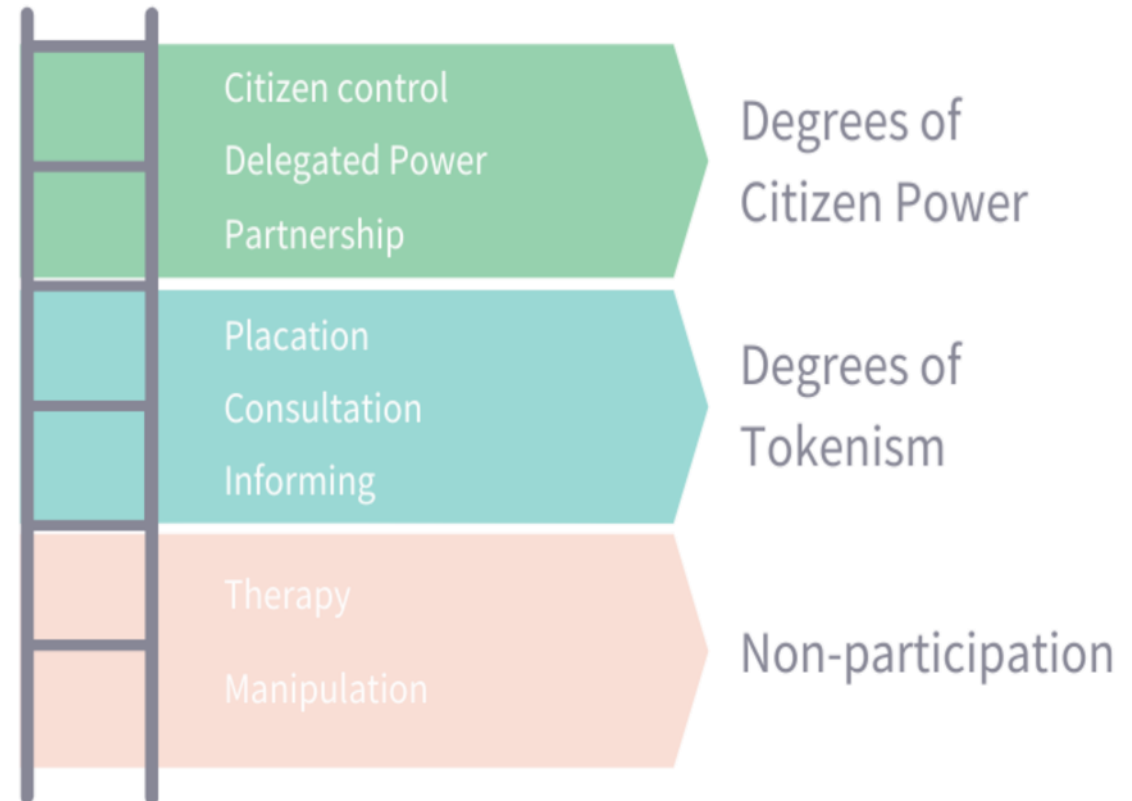 Citizen control
Delegated Power
Partnership
Degrees of
Citizen Power
Placation
Consultation
Informing
Degrees of
Tokenism
Therapy
Manipulation
Non-participation